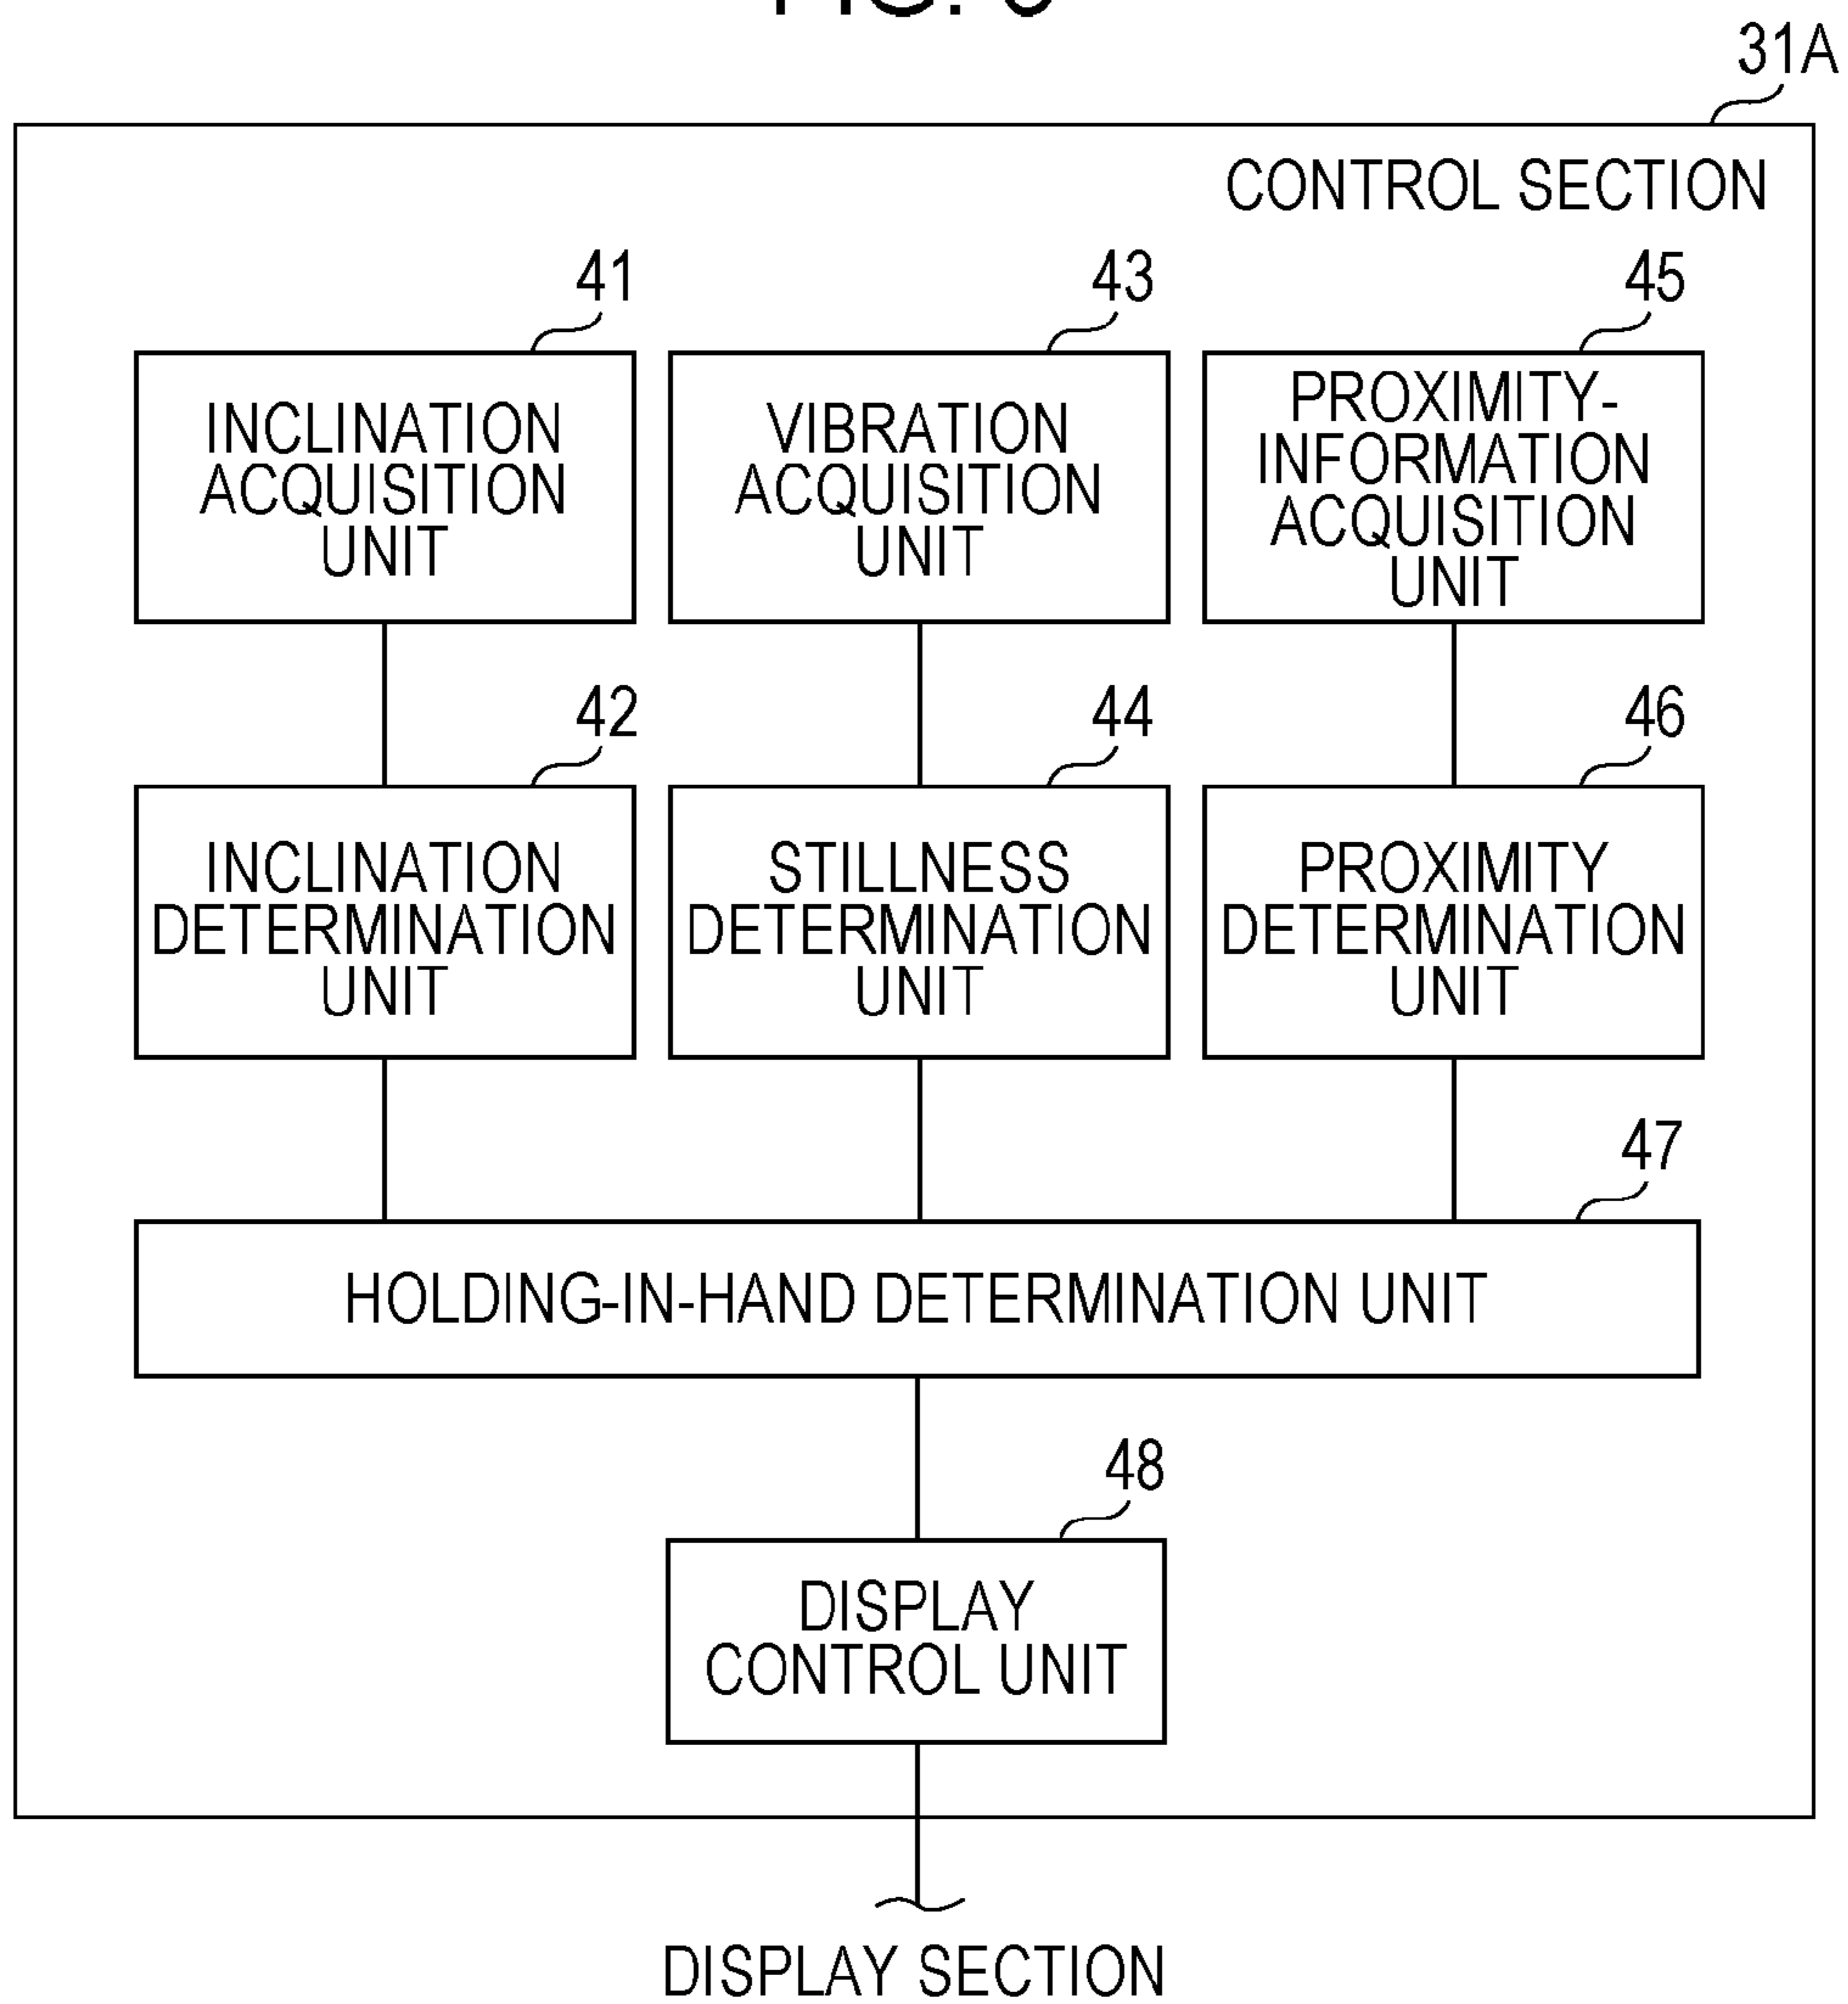 31A
CONTROL SECTION
41
43
45
INCLINATION
ACQUISITION
UNIT
VIBRATION
ACQUISITION
UNIT
PROXIMITY-
INFORMATION
ACQUISITION
UNIT
42
44
46
INCLINATION
DETERMINATION
UNIT
STILLNESS
DETERMINATION
UNIT
PROXIMITY
DETERMINATION
UNIT
47
HOLDING-IN-HAND DETERMINATION UNIT
48
DISPLAY
CONTROL UNIT
DISPLAY SECTION